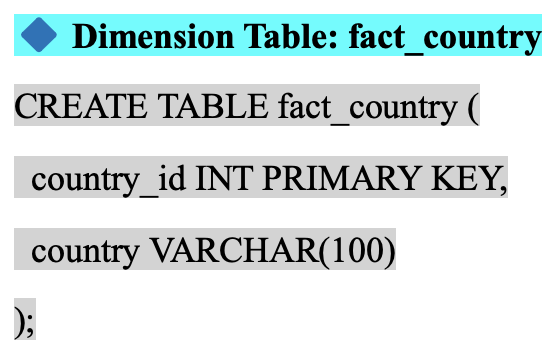 Dimension Table: fact_country
CREATE TABLE fact_country (
country_id INT PRIMARY KEY,
country VARCHAR(100)
);